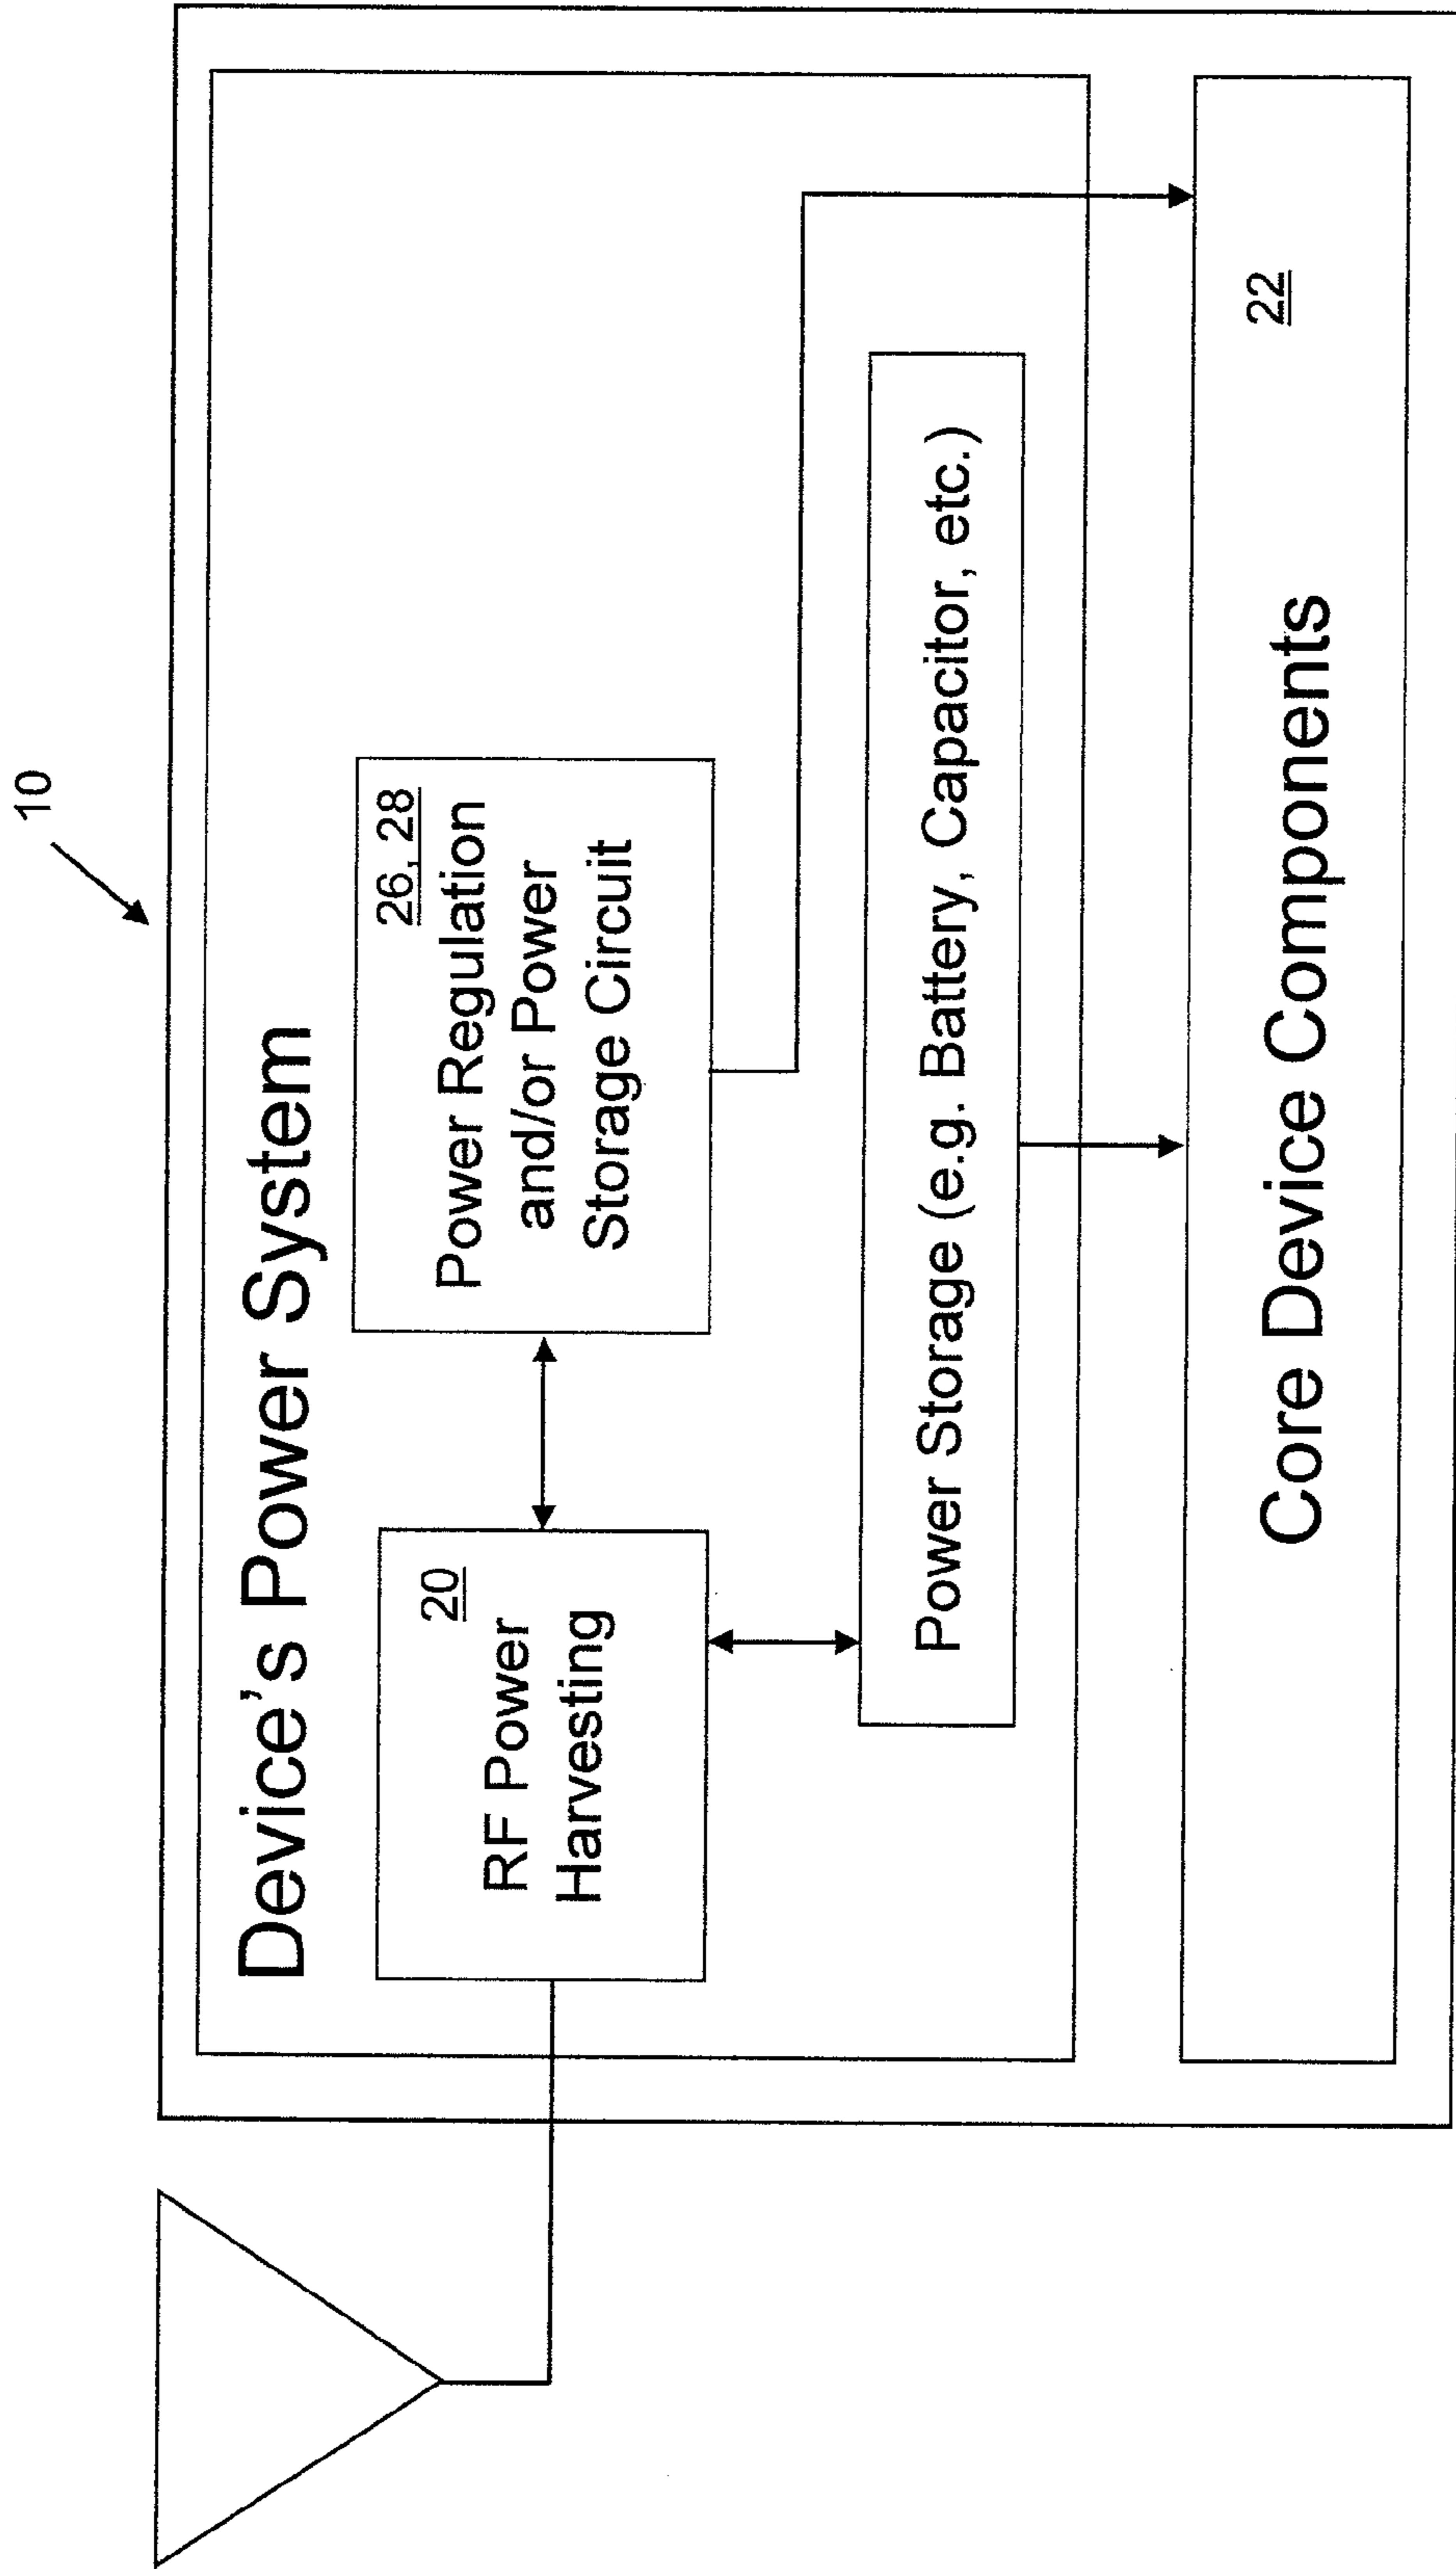 10
Device's Power System
20
RF Power
Harvesting
26, 28
Power Regulation
and/or Power
Storage Circuit
Power Storage (e.g. Battery, Capacitor, etc.)
22
Core Device Components